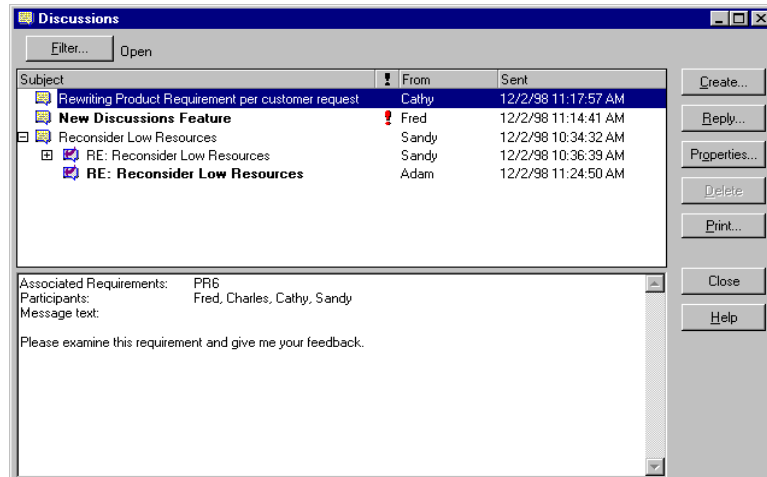 Discussions
Filter... Open
Subject ! From Sent
Rewriting Product Requirement per customer request Cathy 12/2/98 11:17:57 AM
New Discussions Feature ! Fred 12/2/98 11:14:41 AM
Reconsider Low Resources Sandy 12/2/98 10:34:32 AM
RE: Reconsider Low Resources Sandy 12/2/98 10:36:39 AM
RE: Reconsider Low Resources Adam 12/2/98 11:24:50 AM
Create...
Reply...
Properties...
Delete
Print...
Close
Help
Associated Requirements: PR6
Participants: Fred, Charles, Cathy, Sandy
Message text:
Please examine this requirement and give me your feedback.